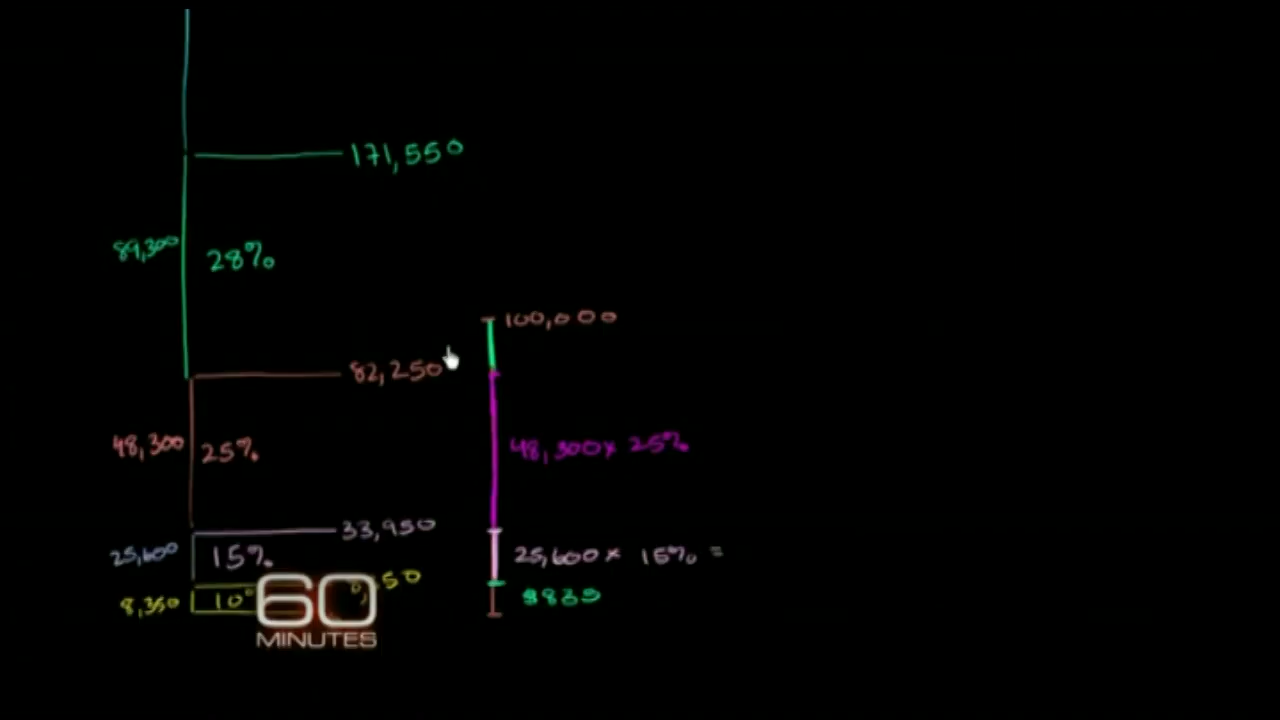 171,550
89,300 28%
100,000
82,250
48,300 25% 48,300 x 25%
33,950
25,600 15% 25,600 x 15% =
8,350 10
60
MINUTES